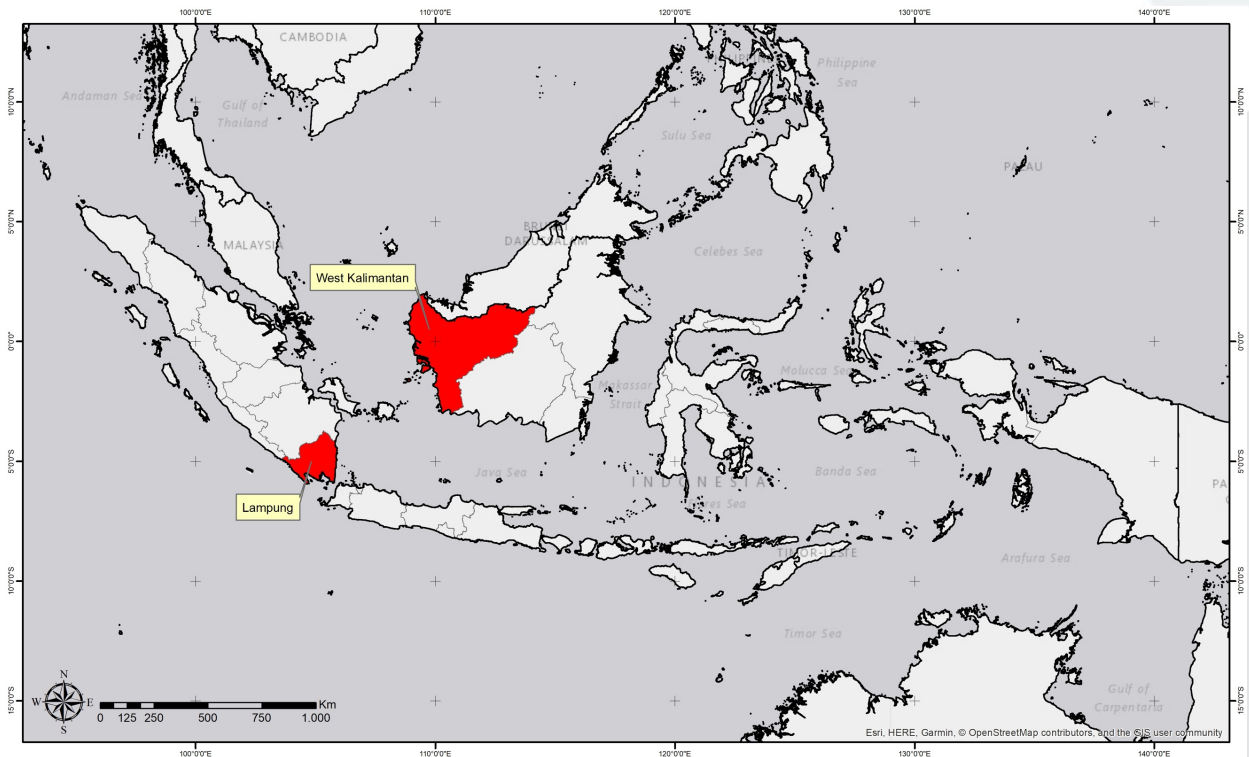 100°0'0"E
110°0'0"E
120°0'0"E
130°0'0"E
140°0'0"E
CAMBODIA
Philippine
Sea
Andaman Sea
Gulf of
Thailand
10°0'0"N
10°0'0"N
Sulu Sea
PALAU
5°0'0"N
5°0'0"N
MALAYSIA
DARUSSALAM
Celebes Sea
West Kalimantan
0°0'0"
0°0'0"
Molucca Sea
Makassar
Strait
5°0'0"S
5°0'0"S
Java Sea
Banda Sea
INDONESIA
Lampung
TIMOR-LESTE
Arafura Sea
10°0'0"S
10°0'0"S
Timor Sea
N
W
E
S
Gulf of
Carpentaria
15°0'0"S
15°0'0"S
0
125
250
500
750
1.000
Km
Esri, HERE, Garmin, © OpenStreetMap contributors, and the GIS user community
100°0'0"E
110°0'0"E
120°0'0"E
130°0'0"E
140°0'0"E